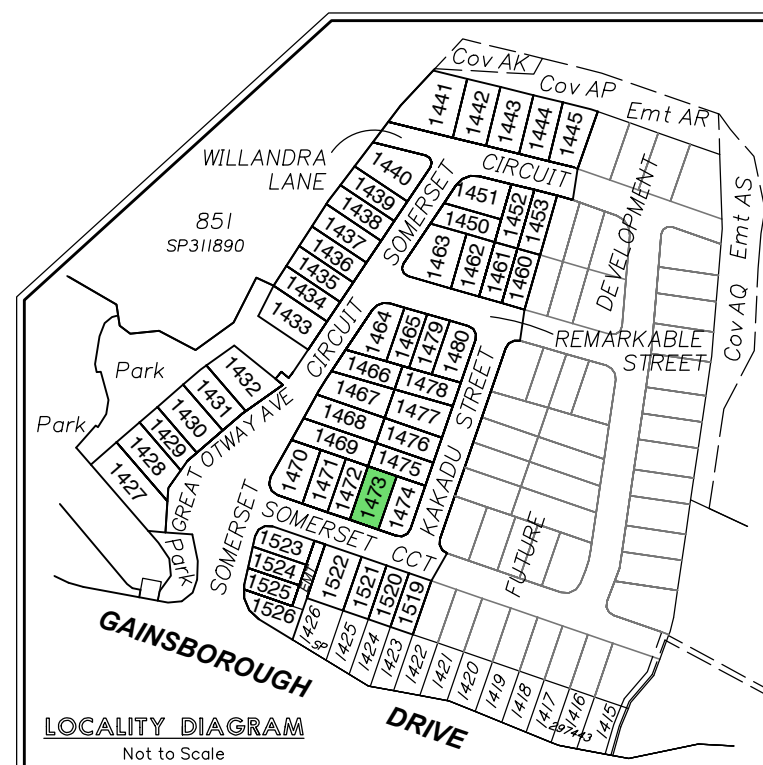 Cov AK
Cov AP
Emt AR
1441
1442
1443
1444
1445
WILLANDRA
LANE
CIRCUIT
DEVELOPMENT
Emt AS
Cov AQ
1440
1439
1438
1437
1436
1435
1434
1433
SOMERSET
CIRCUIT
851
SP311890
1451
1450
1452
1453
1463
1462
1461
1460
REMARKABLE
STREET
1464
1465
1479
1480
1466
1478
1467
1477
1468
1476
1469
1475
1470
1471
1472
1473
1474
KAKADU STREET
Park
Park
1432
1431
1430
1429
1428
1427
GREAT OTWAY AVE
Park
SOMERSET
SOMERSET CCT
FUTURE
1523
1524
1525
1526
EMT
1522
1521
1520
1519
1426
SP
1425
1424
1423
1422
1421
1420
1419
1418
1417
1416
1415
297443
GAINSBOROUGH
DRIVE
LOCALITY DIAGRAM
Not to Scale